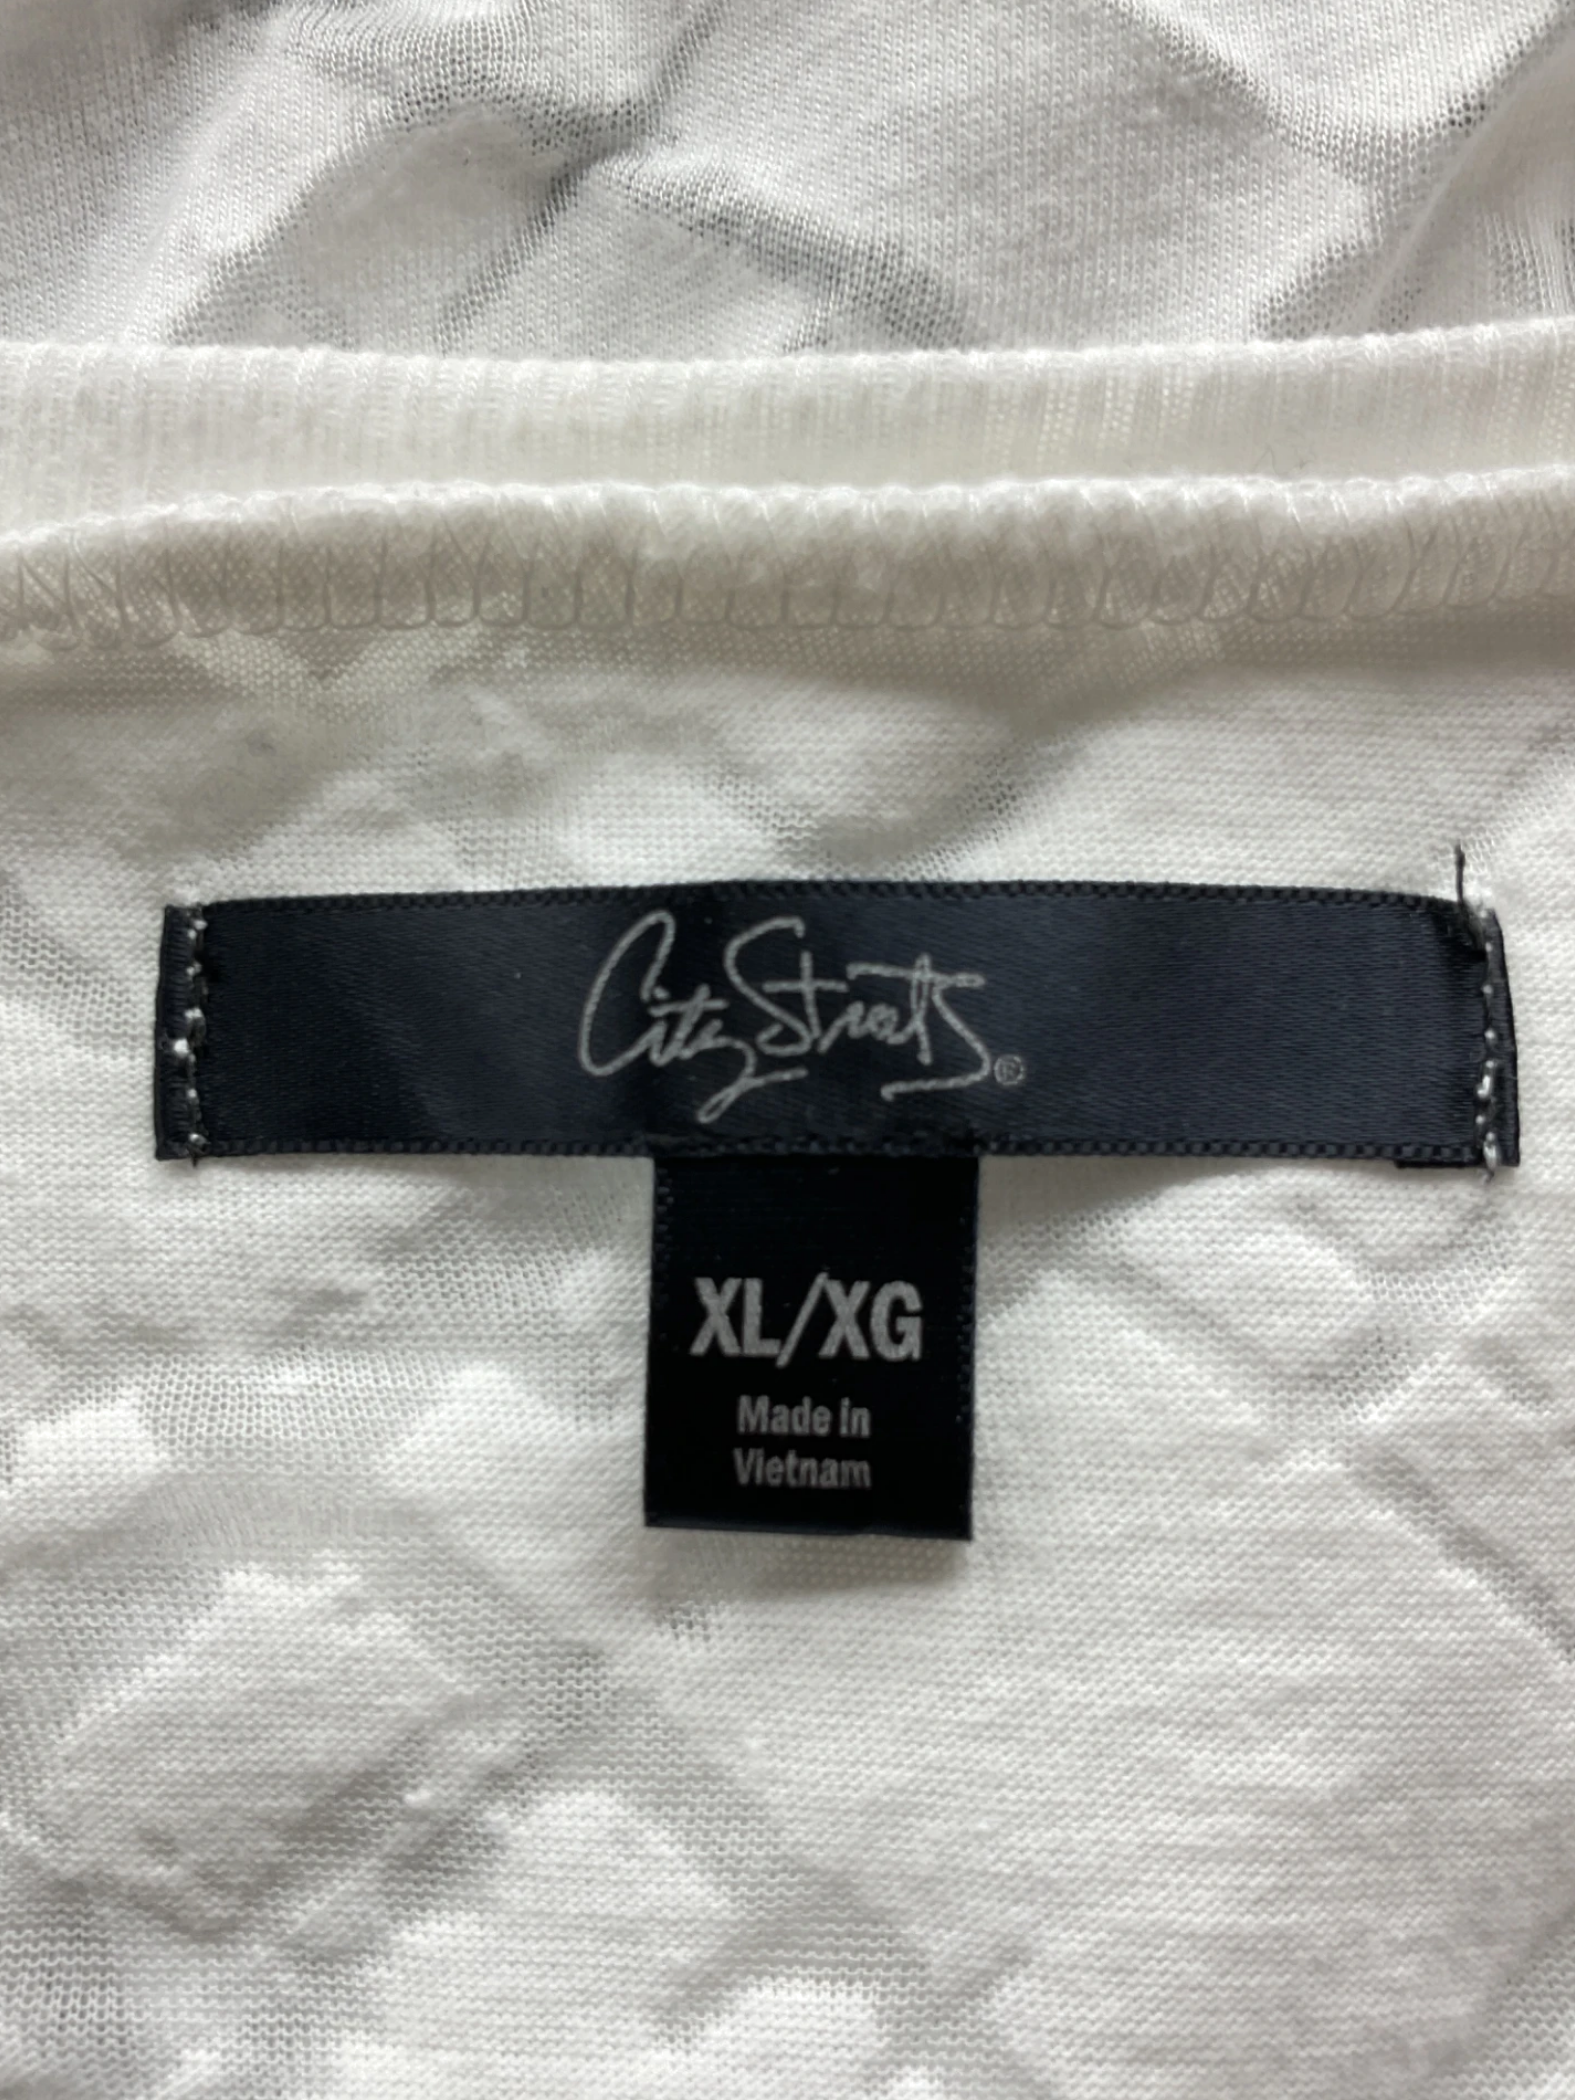 City Streets®
XL/XG
Made in
Vietnam